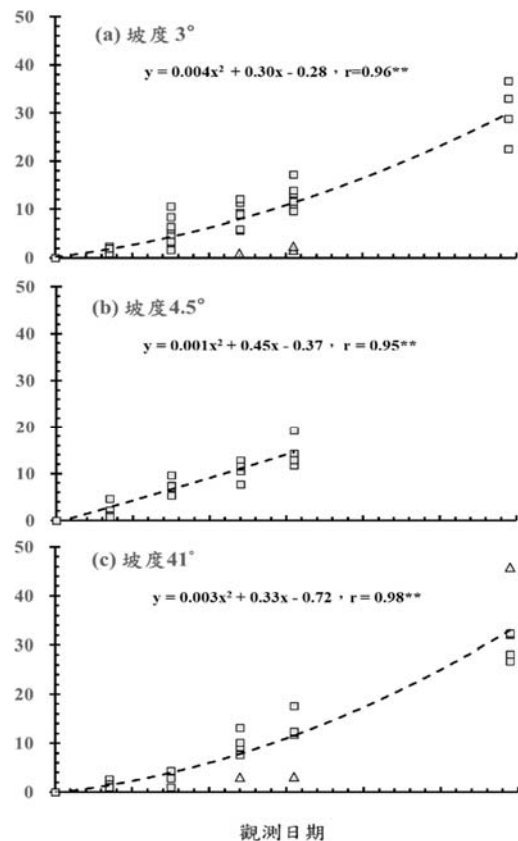 50
(a) 坡度 3°
y = 0.004x² + 0.30x - 0.28，r=0.96**
40
30
20
10
0
50
(b) 坡度4.5°
y = 0.001x² + 0.45x - 0.37，r = 0.95**
40
30
20
10
0
50
(c) 坡度41°
y = 0.003x² + 0.33x - 0.72，r = 0.98**
40
30
20
10
0
觀測日期